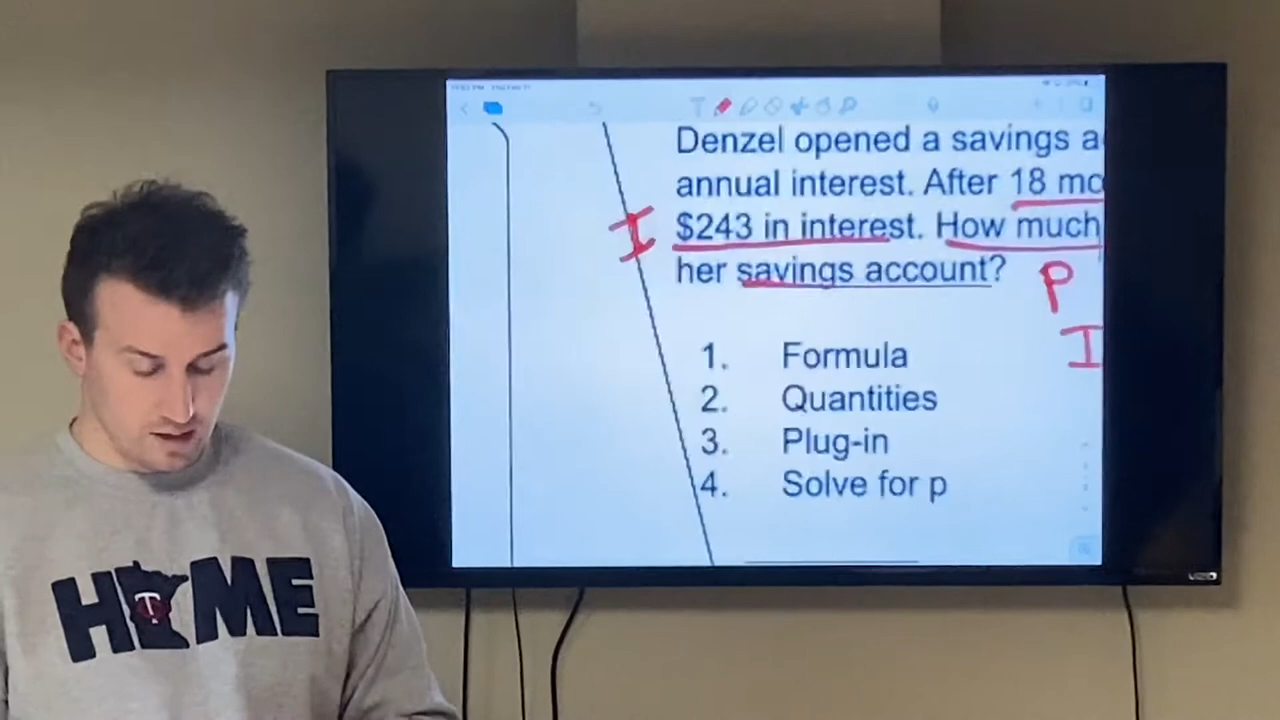 Denzel opened a savings a
annual interest. After 18 mo
I $243 in interest. How much
her savings account?
P
I
1. Formula
2. Quantities
3. Plug-in
4. Solve for p
HOME
T
VIZIO